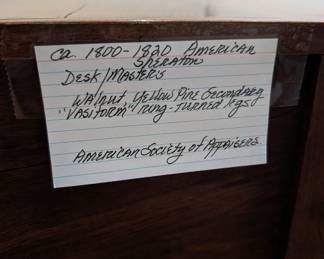 Ca. 1800-1820 American
Sheraton
Desk/Master's
Walnut, Yellow Pine Secondary
"VASIFORM" ring-turned legs
American Society of Appraisers